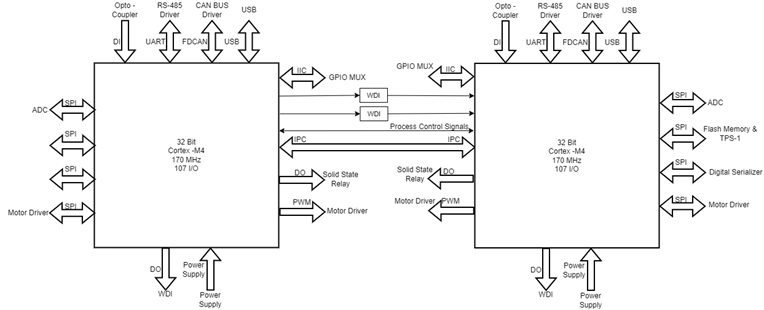 Opto -
Coupler
RS-485
Driver
CAN BUS
Driver
USB
DI
UART
FDCAN
USB
Opto -
Coupler
RS-485
Driver
CAN BUS
Driver
USB
DI
UART
FDCAN
USB
ADC
SPI
SPI
SPI
Motor Driver
SPI
32 Bit
Cortex -M4
170 MHz
107 I/O
IIC
GPIO MUX
GPIO MUX
IIC
WDI
WDI
Process Control Signals
IPC
IPC
DO
Solid State
Relay
Solid State
Relay
DO
PWM
Motor Driver
Motor Driver
PWM
32 Bit
Cortex -M4
170 MHz
107 I/O
SPI
ADC
SPI
Flash Memory &
TPS-1
SPI
Digital Serializer
SPI
Motor Driver
DO
WDI
Power
Supply
Power
Supply
DO
WDI
Power
Supply
Power
Supply